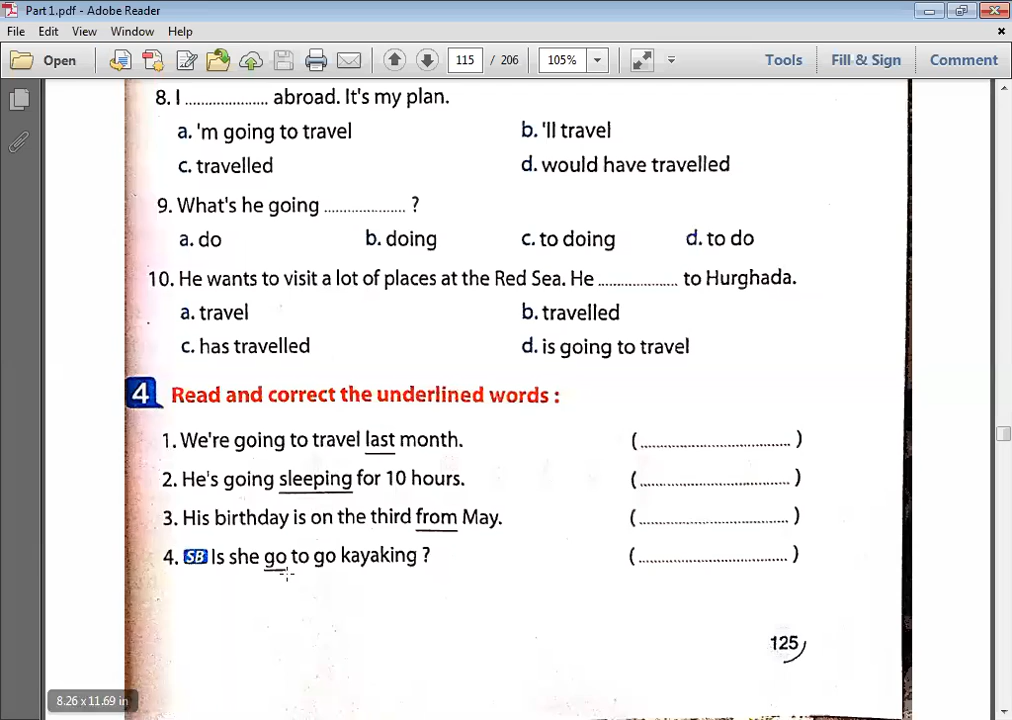 Part 1.pdf - Adobe Reader
File Edit View Window Help
Open 115 / 206 105% Tools Fill & Sign Comment
8. I ..................... abroad. It's my plan.
a. 'm going to travel b. 'll travel
c. travelled d. would have travelled
9. What's he going ..................... ?
a. do b. doing c. to doing d. to do
10. He wants to visit a lot of places at the Red Sea. He ..................... to Hurghada.
a. travel b. travelled
c. has travelled d. is going to travel
4 Read and correct the underlined words :
1. We're going to travel last month. (......................................)
2. He's going sleeping for 10 hours. (......................................)
3. His birthday is on the third from May. (......................................)
4. SB Is she go to go kayaking ? (......................................)
125
8.26 x 11.69 in